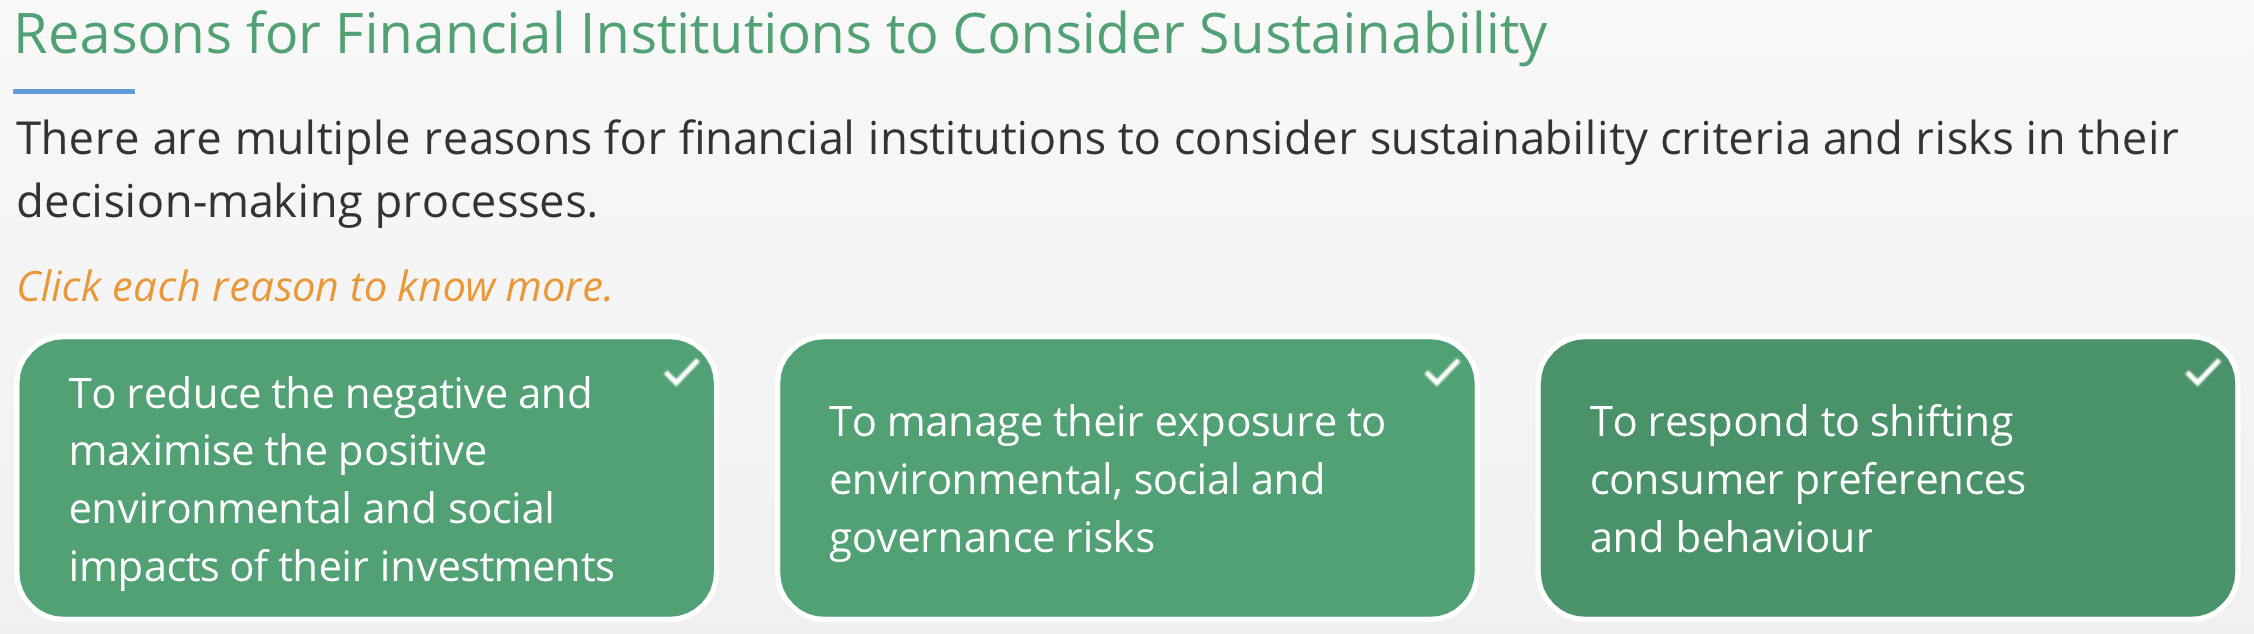 Reasons for Financial Institutions to Consider Sustainability
There are multiple reasons for financial institutions to consider sustainability criteria and risks in their
decision-making processes.
Click each reason to know more.
To reduce the negative and
maximise the positive
environmental and social
impacts of their investments
To manage their exposure to
environmental, social and
governance risks
To respond to shifting
consumer preferences
and behaviour